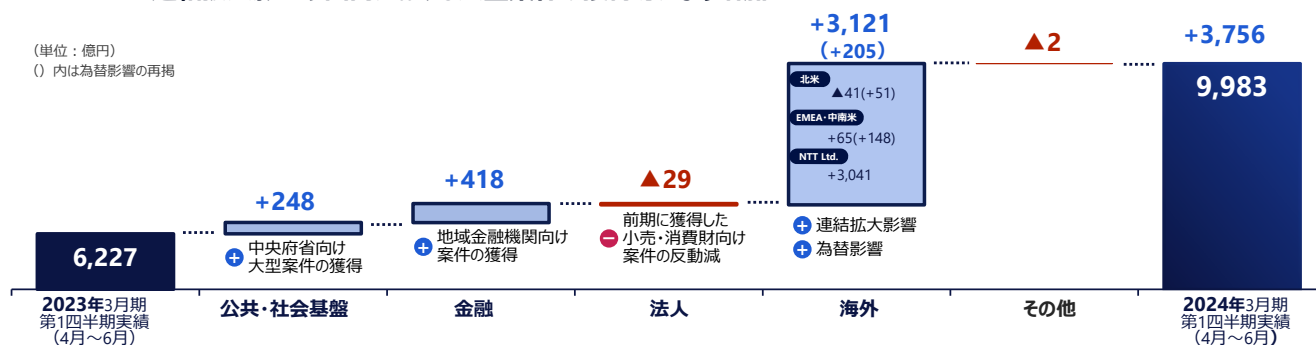 (単位：億円)
()内は為替影響の再掲
6,227
+248
中央府省向け
大型案件の獲得
+418
地域金融機関向け
案件の獲得
▲29
前期に獲得した
小売・消費財向け
案件の反動減
+3,121
(+205)
北米
▲41(+51)
EMEA・中南米
+65(+148)
NTT Ltd.
+3,041
連結拡大影響
為替影響
▲2
+3,756
9,983
2023年3月期
第1四半期実績
(4月～6月)
公共・社会基盤
金融
法人
海外
その他
2024年3月期
第1四半期実績
(4月～6月)